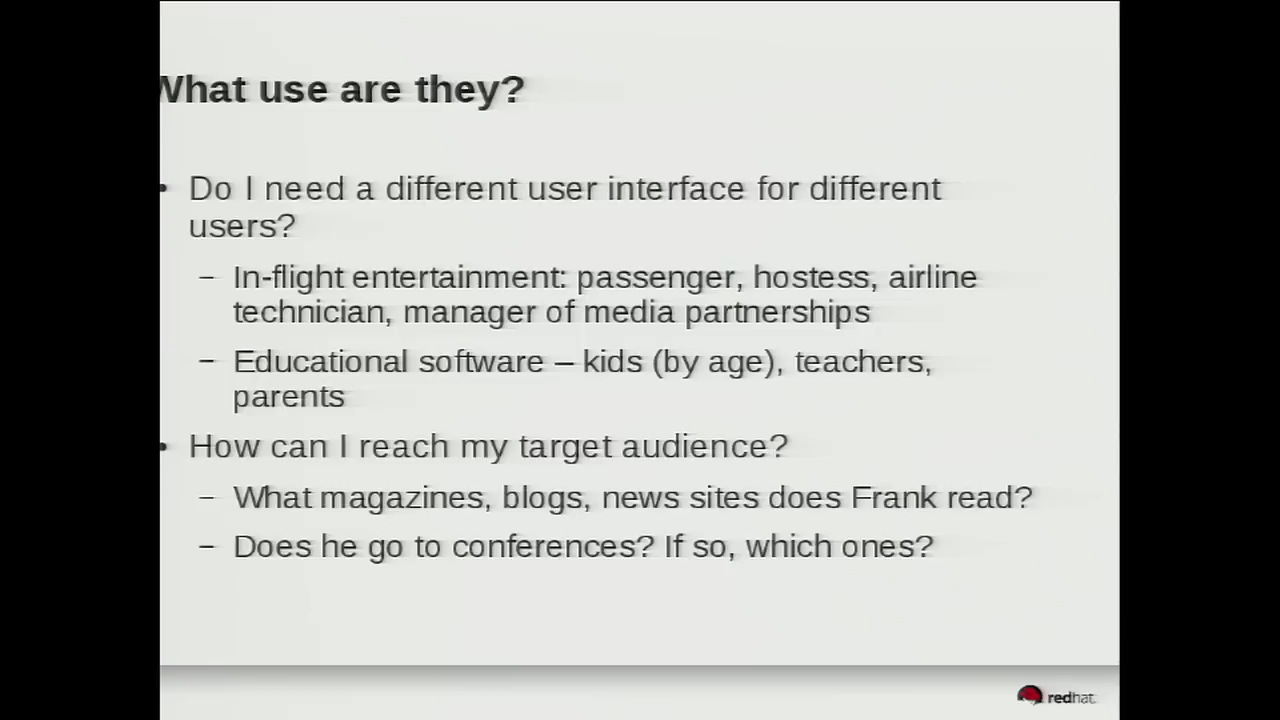 What use are they?
• Do I need a different user interface for different
users?
– In-flight entertainment: passenger, hostess, airline
technician, manager of media partnerships
– Educational software – kids (by age), teachers,
parents
• How can I reach my target audience?
– What magazines, blogs, news sites does Frank read?
– Does he go to conferences? If so, which ones?
redhat.